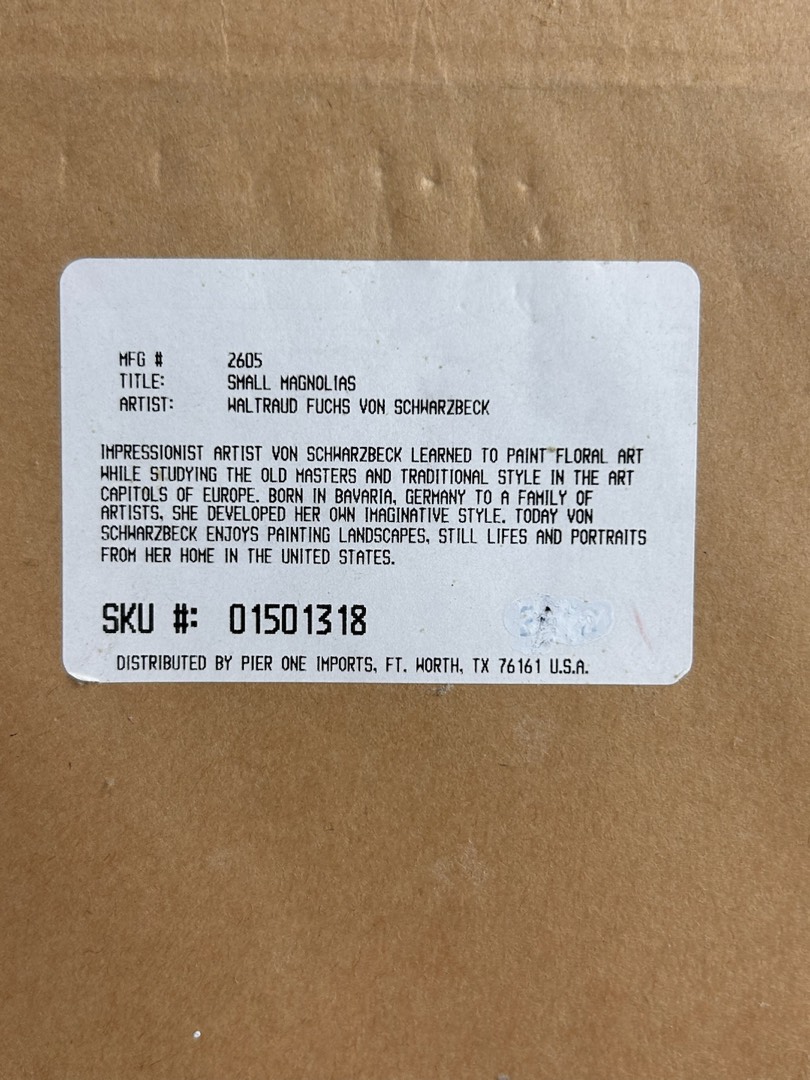 MFG # 2605
TITLE: SMALL MAGNOLIAS
ARTIST: WALTRAUD FUCHS VON SCHWARZBECK
IMPRESSIONIST ARTIST VON SCHWARZBECK LEARNED TO PAINT FLORAL ART
WHILE STUDYING THE OLD MASTERS AND TRADITIONAL STYLE IN THE ART
CAPITOLS OF EUROPE. BORN IN BAVARIA, GERMANY TO A FAMILY OF
ARTISTS, SHE DEVELOPED HER OWN IMAGINATIVE STYLE. TODAY VON
SCHWARZBECK ENJOYS PAINTING LANDSCAPES, STILL LIFES AND PORTRAITS
FROM HER HOME IN THE UNITED STATES.
SKU #: 01501318
DISTRIBUTED BY PIER ONE IMPORTS, FT. WORTH, TX 76161 U.S.A.